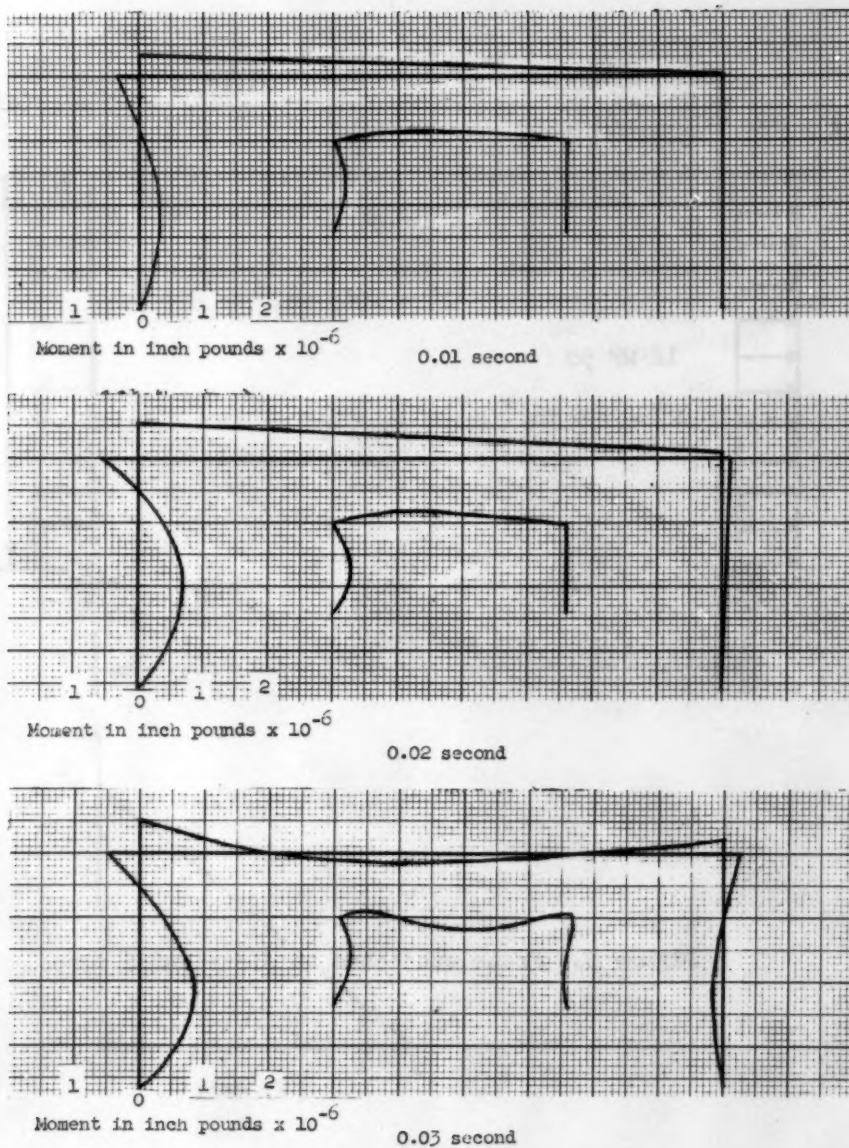 1 0 1 2
Moment in inch pounds x 10-6
0.01 second
1 0 1 2
Moment in inch pounds x 10-6
0.02 second
1 0 1 2
Moment in inch pounds x 10-6
0.03 second